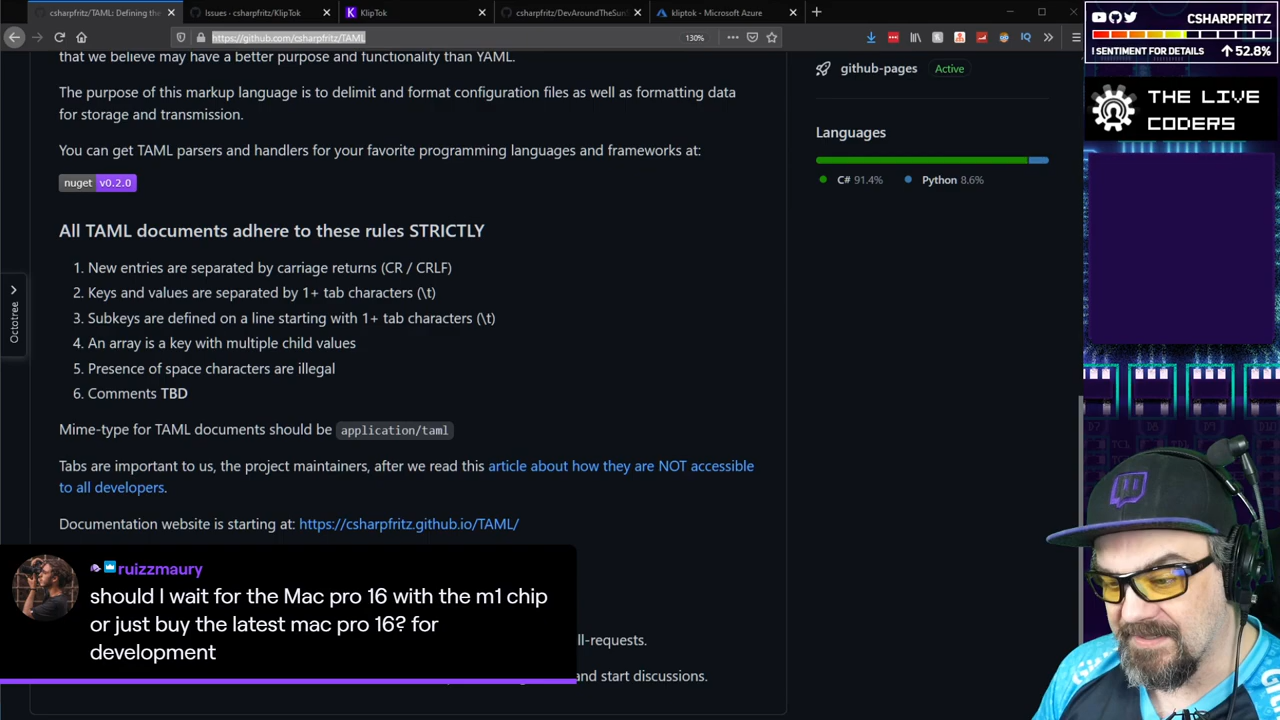 csharpfritz/TAML: Defining the
Issues · csharpfritz/KlipTok
KlipTok
csharpfritz/DevAroundTheSun
kliptok - Microsoft Azure
https://github.com/csharpfritz/TAML
130%
CSHARPFRITZ
! SENTIMENT FOR DETAILS
52.8%
THE LIVE
CODERS
that we believe may have a better purpose and functionality than YAML.
The purpose of this markup language is to delimit and format configuration files as well as formatting data
for storage and transmission.
You can get TAML parsers and handlers for your favorite programming languages and frameworks at:
nuget v0.2.0
All TAML documents adhere to these rules STRICTLY
1. New entries are separated by carriage returns (CR / CRLF)
2. Keys and values are separated by 1+ tab characters (\t)
3. Subkeys are defined on a line starting with 1+ tab characters (\t)
4. An array is a key with multiple child values
5. Presence of space characters are illegal
6. Comments TBD
Mime-type for TAML documents should be application/taml
Tabs are important to us, the project maintainers, after we read this article about how they are NOT accessible
to all developers.
Documentation website is starting at: https://csharpfritz.github.io/TAML/
ll-requests.
and start discussions.
github-pages Active
Languages
C# 91.4% Python 8.6%
Octotree
ruizzmaury
should I wait for the Mac pro 16 with the m1 chip
or just buy the latest mac pro 16? for
development